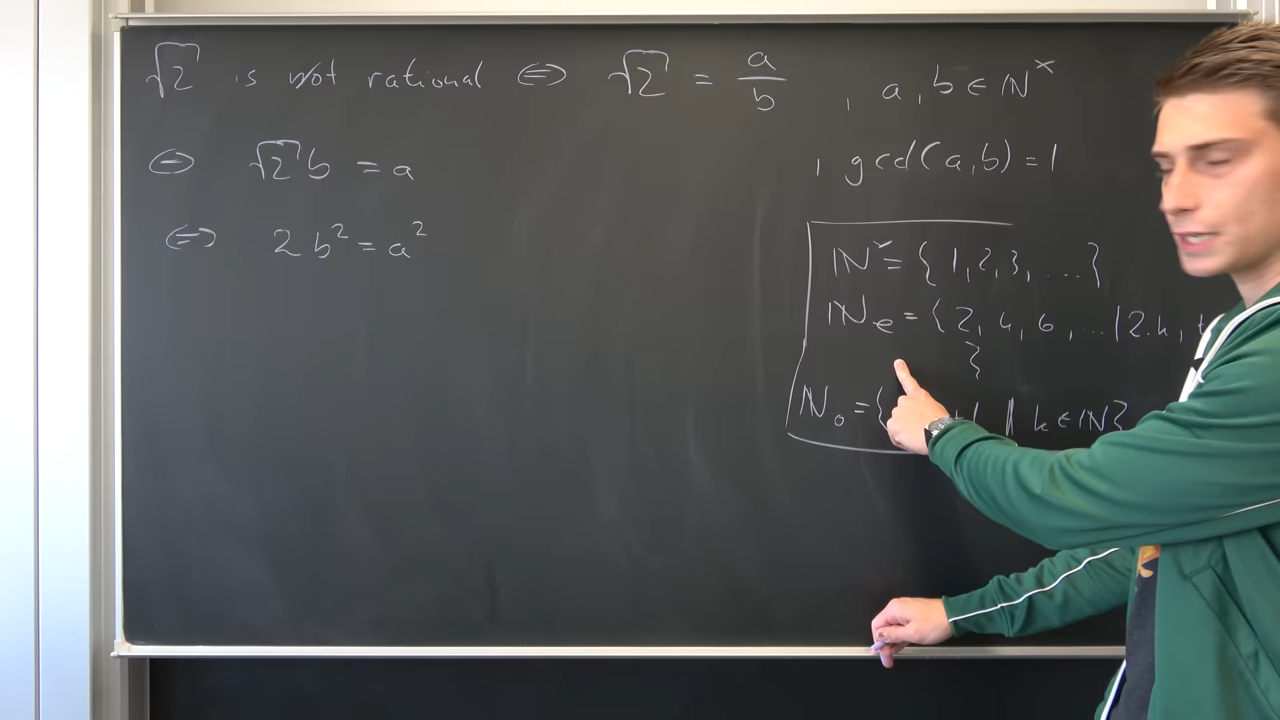 √2 is not rational ⇔ √2 = a/b , a, b ∈ ℕ^×
⇔ √2 b = a , gcd(a,b) = 1
⇔ 2b² = a²
ℕ^× = { 1, 2, 3, ... }
ℕ_e = { 2, 4, 6, ... | 2·k,
}
ℕ_o = { +1 || k ∈ ℕ }